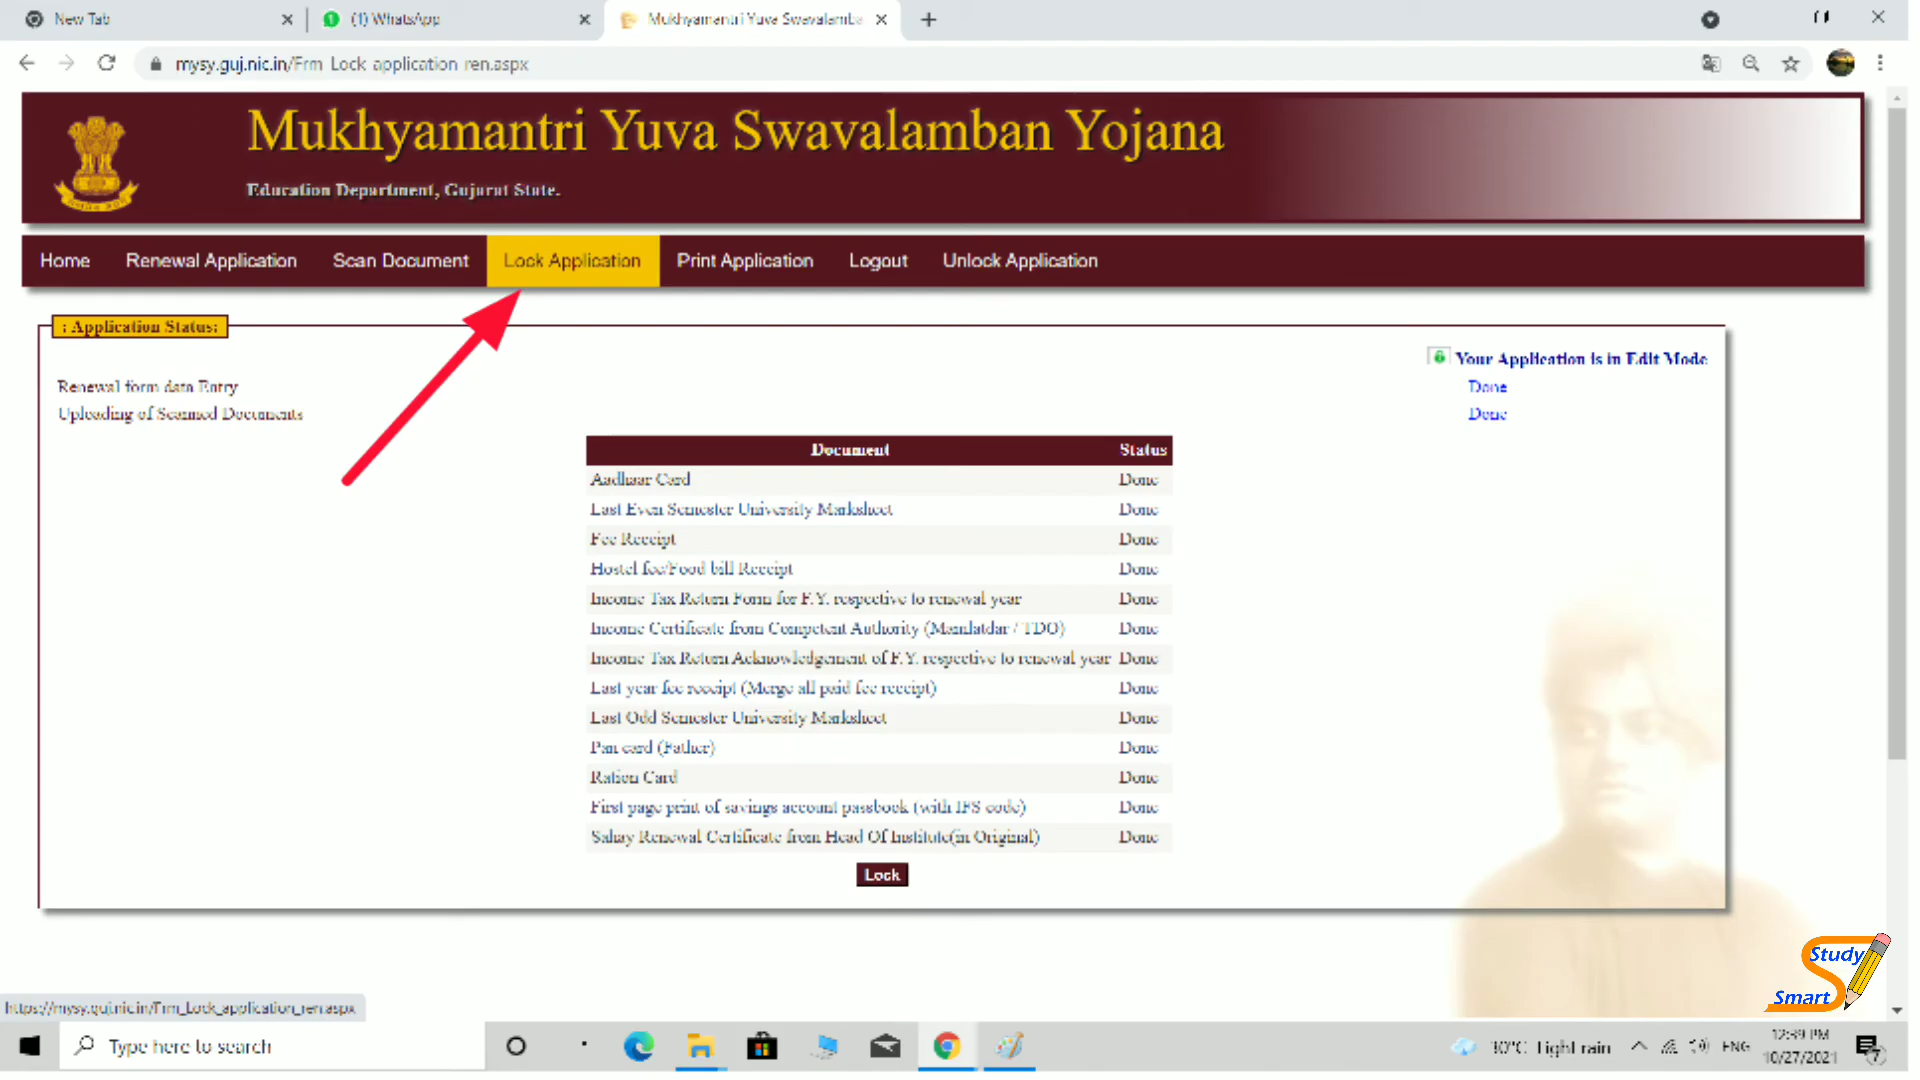 New Tab
(1) WhatsApp
Mukhyamantri Yuva Swavalamba
mysy.guj.nic.in/Frm_Lock_application_ren.aspx
Mukhyamantri Yuva Swavalamban Yojana
Education Department, Gujarat State.
Home Renewal Application Scan Document Lock Application Print Application Logout Unlock Application
: Application Status:
Your Application is in Edit Mode
Renewal form data Entry Done
Uploading of Scanned Documents Done
Document Status
Aadhaar Card Done
Last Even Semester University Marksheet Done
Fee Receipt Done
Hostel fee/Food bill Receipt Done
Income Tax Return Form for F.Y. respective to renewal year Done
Income Certificate from Competent Authority (Mamlatdar / TDO) Done
Income Tax Return Acknowledgement of F.Y. respective to renewal year Done
Last year fee receipt (Merge all paid fee receipt) Done
Last Odd Semester University Marksheet Done
Pan card (Father) Done
Ration Card Done
First page print of savings account passbook (with IFS code) Done
Sahay Renewal Certificate from Head Of Institute(in Original) Done
Lock
Study
Smart
https://mysy.guj.nic.in/Frm_Lock_application_ren.aspx
Type here to search
30°C Light rain
ENG
12:39 PM
10/27/2021
7